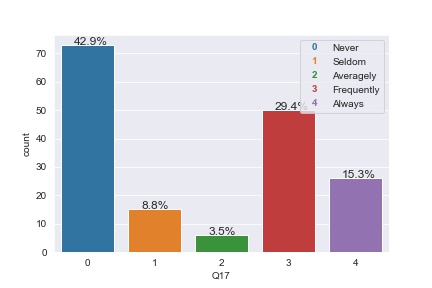 42.9%
8.8%
3.5%
29.4%
15.3%
0 Never
1 Seldom
2 Averagely
3 Frequently
4 Always
count
70
60
50
40
30
20
10
0
0 1 2 3 4
Q17